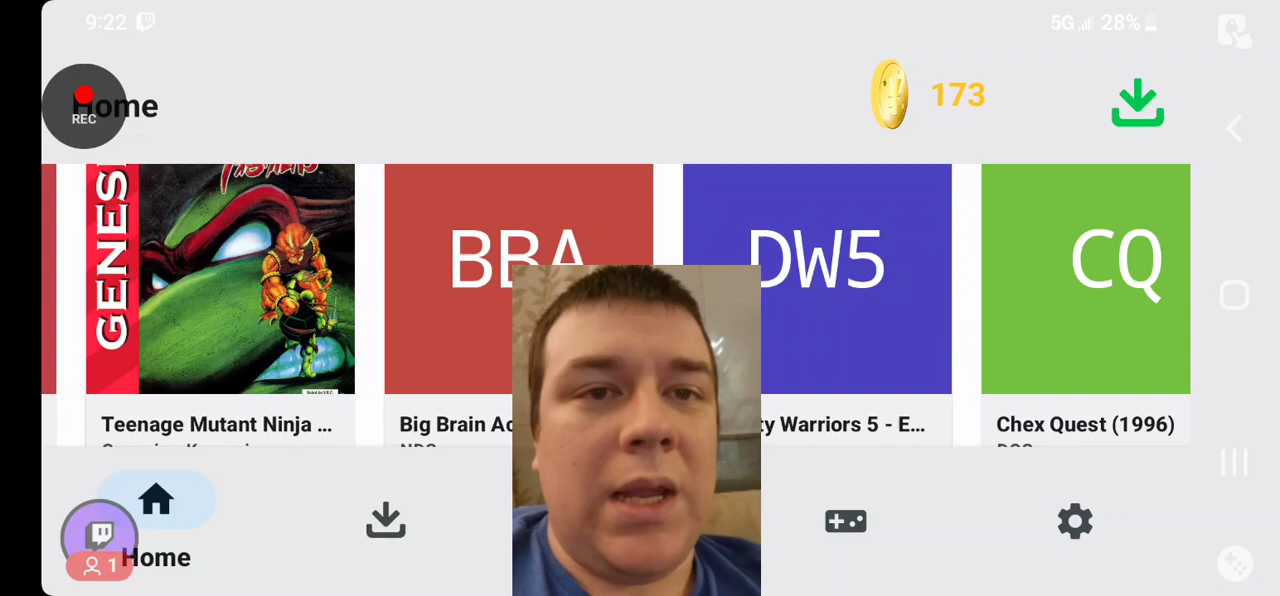 9:22
5G 28%
REC
Home
173
GENESI
BBA
DW5
CQ
Teenage Mutant Ninja ...
Big Brain Ac
ty Warriors 5 - E...
Chex Quest (1996)
1
Home